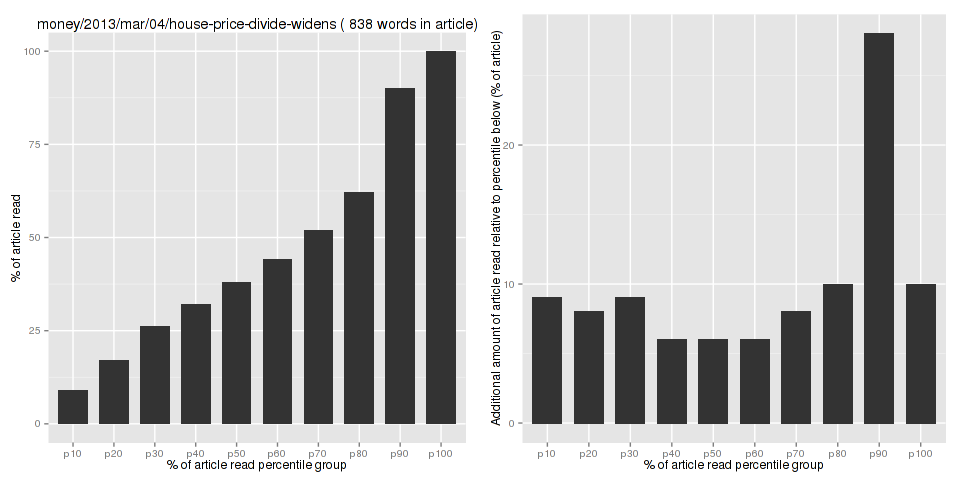 money/2013/mar/04/house-price-divide-widens ( 838 words in article)
% of article read
100
75
50
25
0
p10 p20 p30 p40 p50 p60 p70 p80 p90 p100
% of article read percentile group
Additional amount of article read relative to percentile below (% of article)
20
10
0
p10 p20 p30 p40 p50 p60 p70 p80 p90 p100
% of article read percentile group